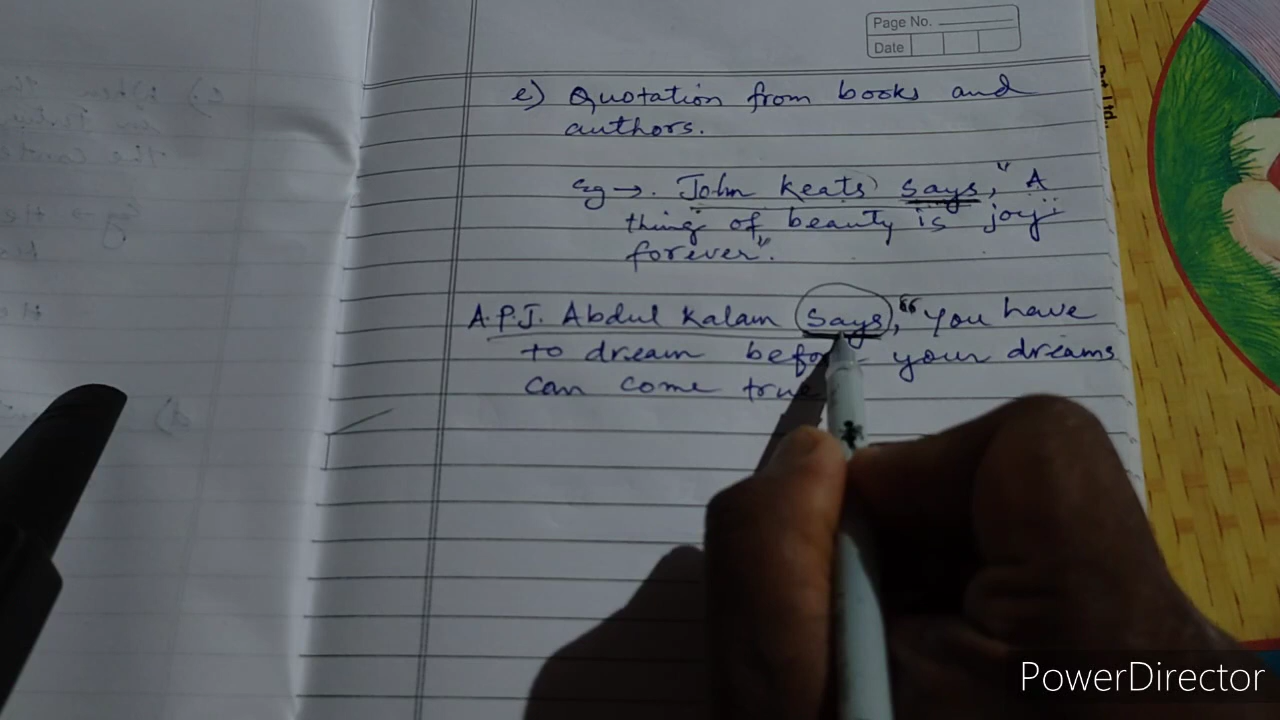 Page No.
Date
e) Quotation from books and
authors.
eg →. John Keats says, "A
thing of beauty is joy
forever".
A.P.J. Abdul Kalam says, "You have
to dream before your dreams
can come true
PowerDirector